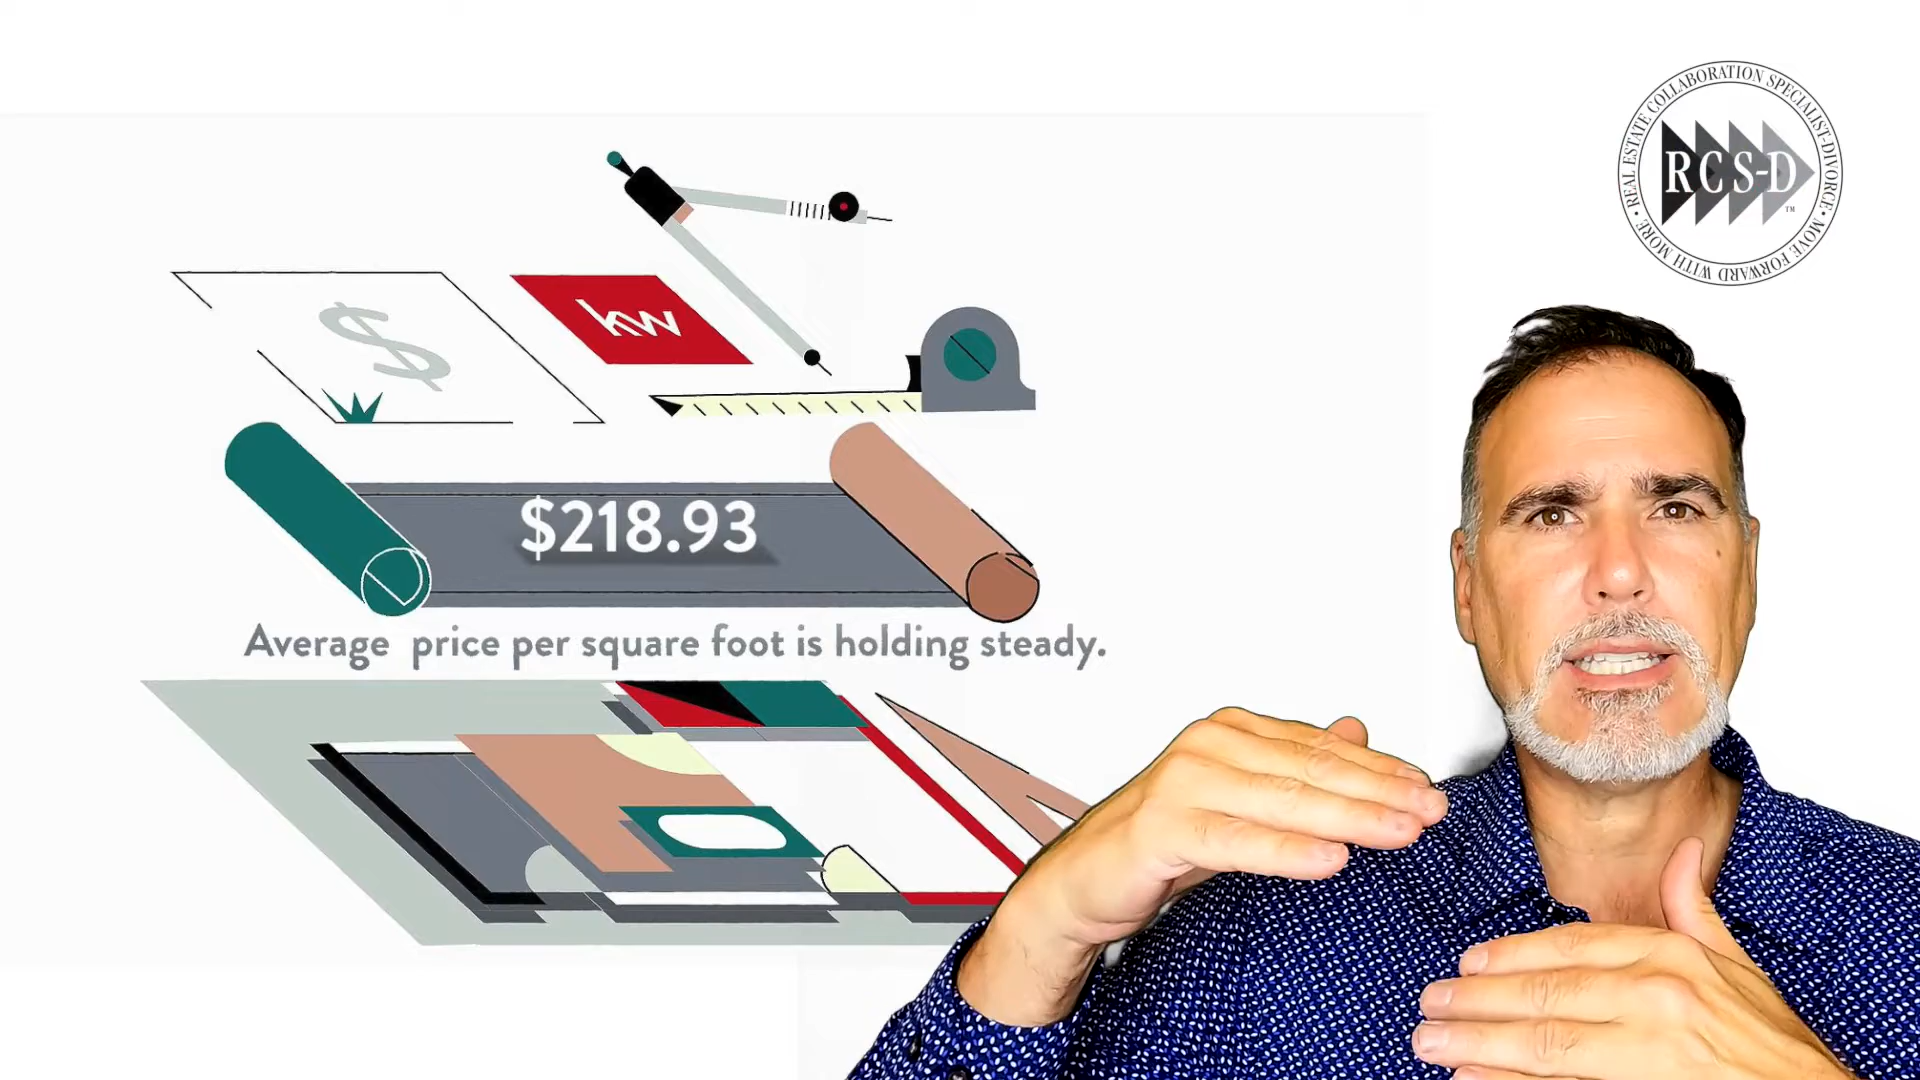 REAL ESTATE COLLABORATION SPECIALIST-DIVORCE • MOVE FORWARD WITH MORE •
RCS-D
TM
$
kw
$218.93
Average price per square foot is holding steady.